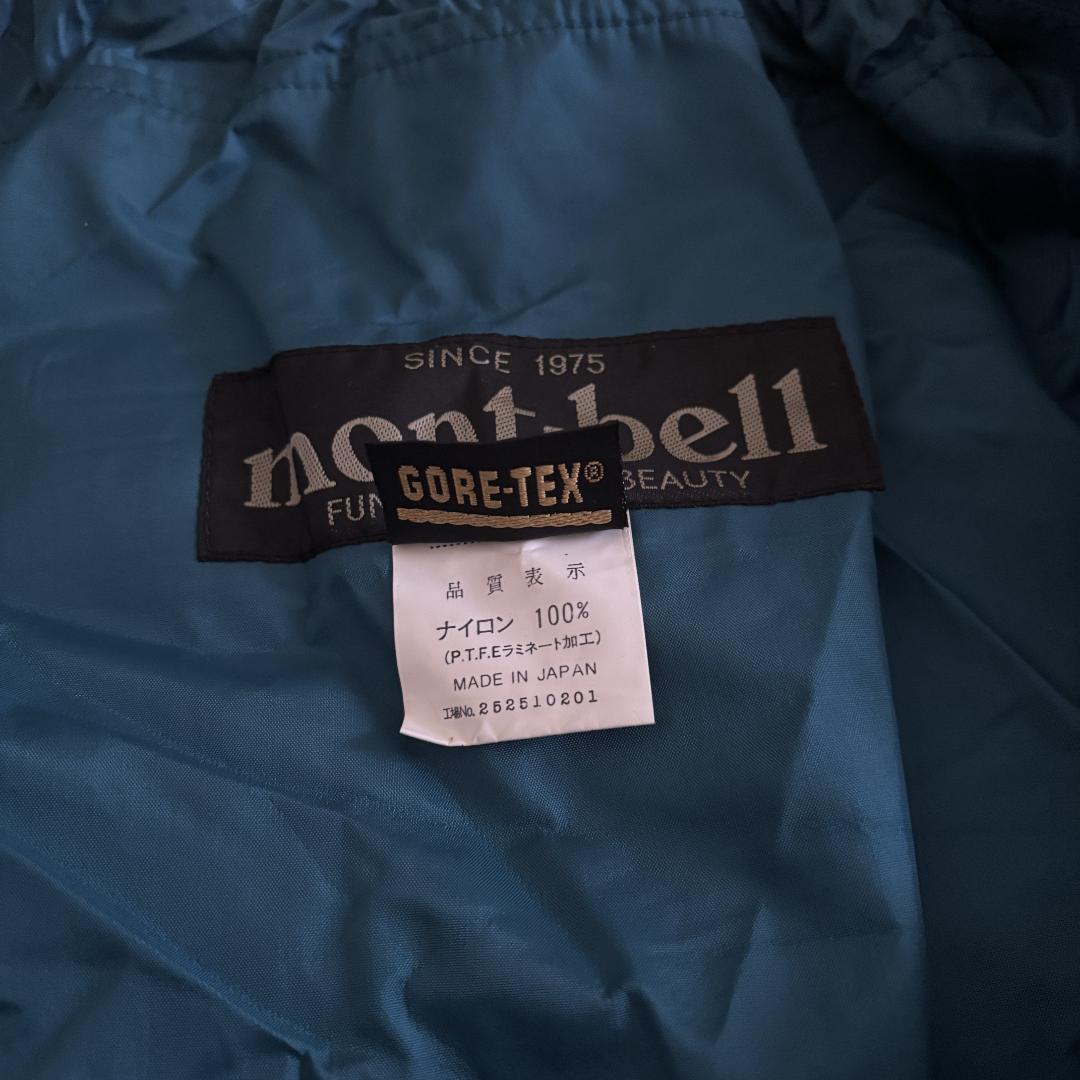 SINCE 1975
mont-bell
FUN BEAUTY
GORE-TEX®
品質表示
ナイロン 100%
(P.T.F.Eラミネート加工)
MADE IN JAPAN
工場No.252510201